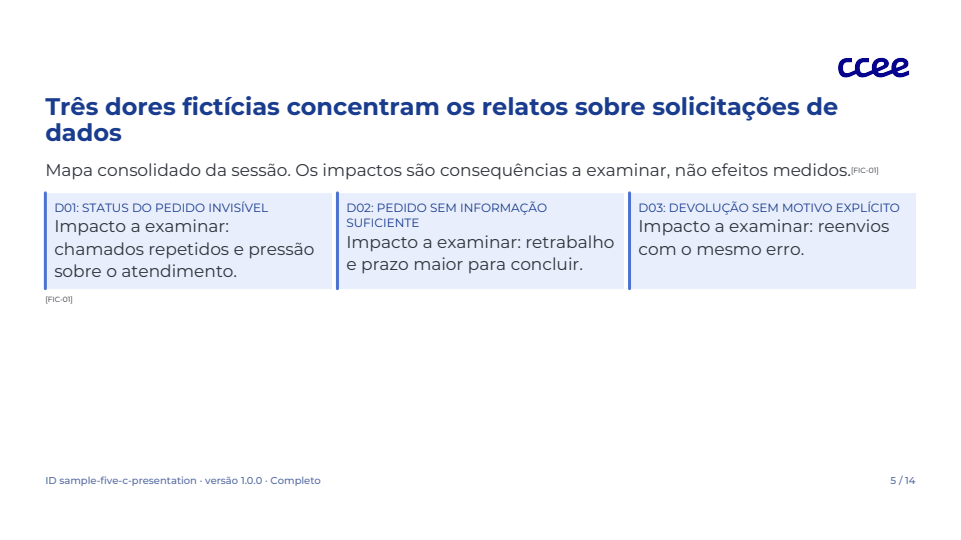 ccee
Três dores fictícias concentram os relatos sobre solicitações de
dados
Mapa consolidado da sessão. Os impactos são consequências a examinar, não efeitos medidos.[FIC-01]
D01: STATUS DO PEDIDO INVISÍVEL
Impacto a examinar:
chamados repetidos e pressão
sobre o atendimento.
D02: PEDIDO SEM INFORMAÇÃO
SUFICIENTE
Impacto a examinar: retrabalho
e prazo maior para concluir.
D03: DEVOLUÇÃO SEM MOTIVO EXPLÍCITO
Impacto a examinar: reenvios
com o mesmo erro.
[FIC-01]
ID sample-five-c-presentation · versão 1.0.0 · Completo
5 / 14